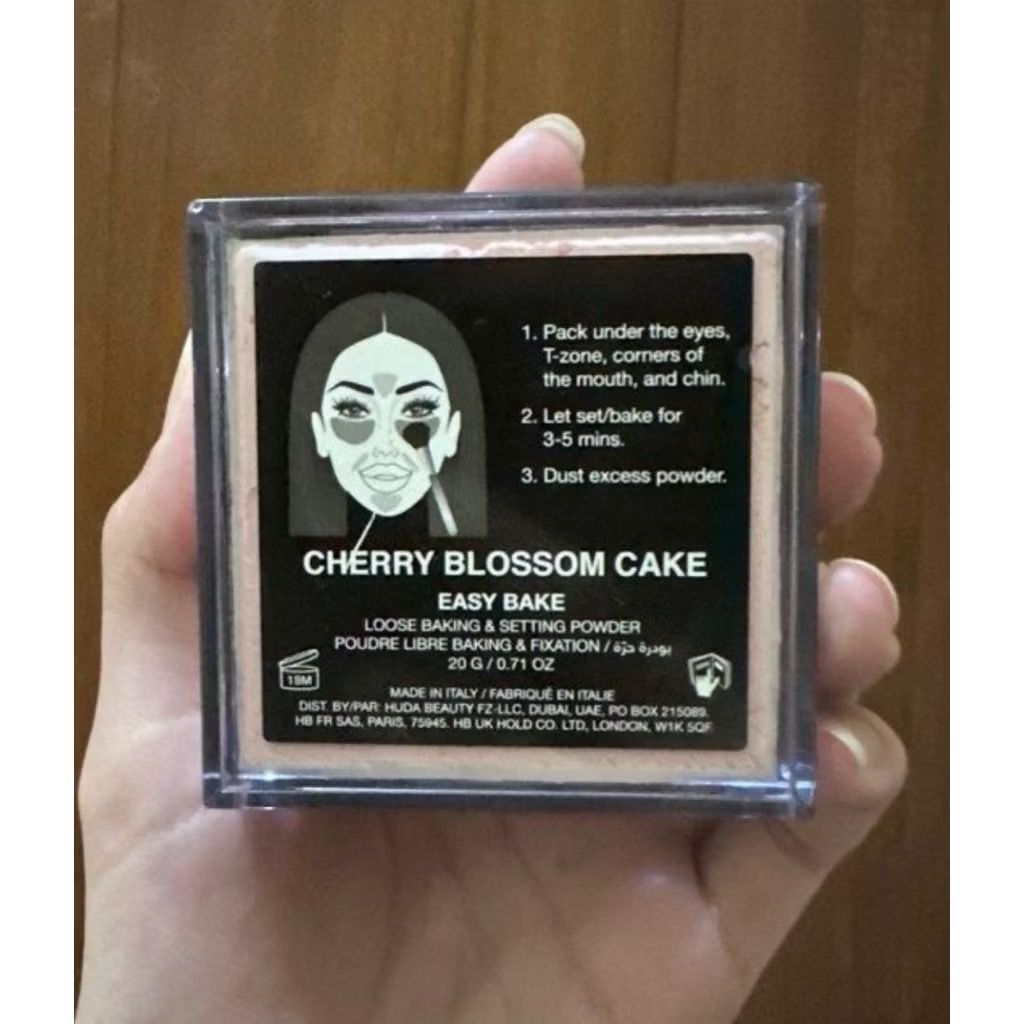 1. Pack under the eyes,
T-zone, corners of
the mouth, and chin.
2. Let set/bake for
3-5 mins.
3. Dust excess powder.
CHERRY BLOSSOM CAKE
EASY BAKE
LOOSE BAKING & SETTING POWDER
POUDRE LIBRE BAKING & FIXATION / بودرة حرّة
20 G / 0.71 OZ
18M
MADE IN ITALY / FABRIQUÉ EN ITALIE
DIST. BY/PAR: HUDA BEAUTY FZ-LLC, DUBAI, UAE, PO BOX 215089.
HB FR SAS, PARIS, 75945. HB UK HOLD CO. LTD, LONDON, W1K 5QF